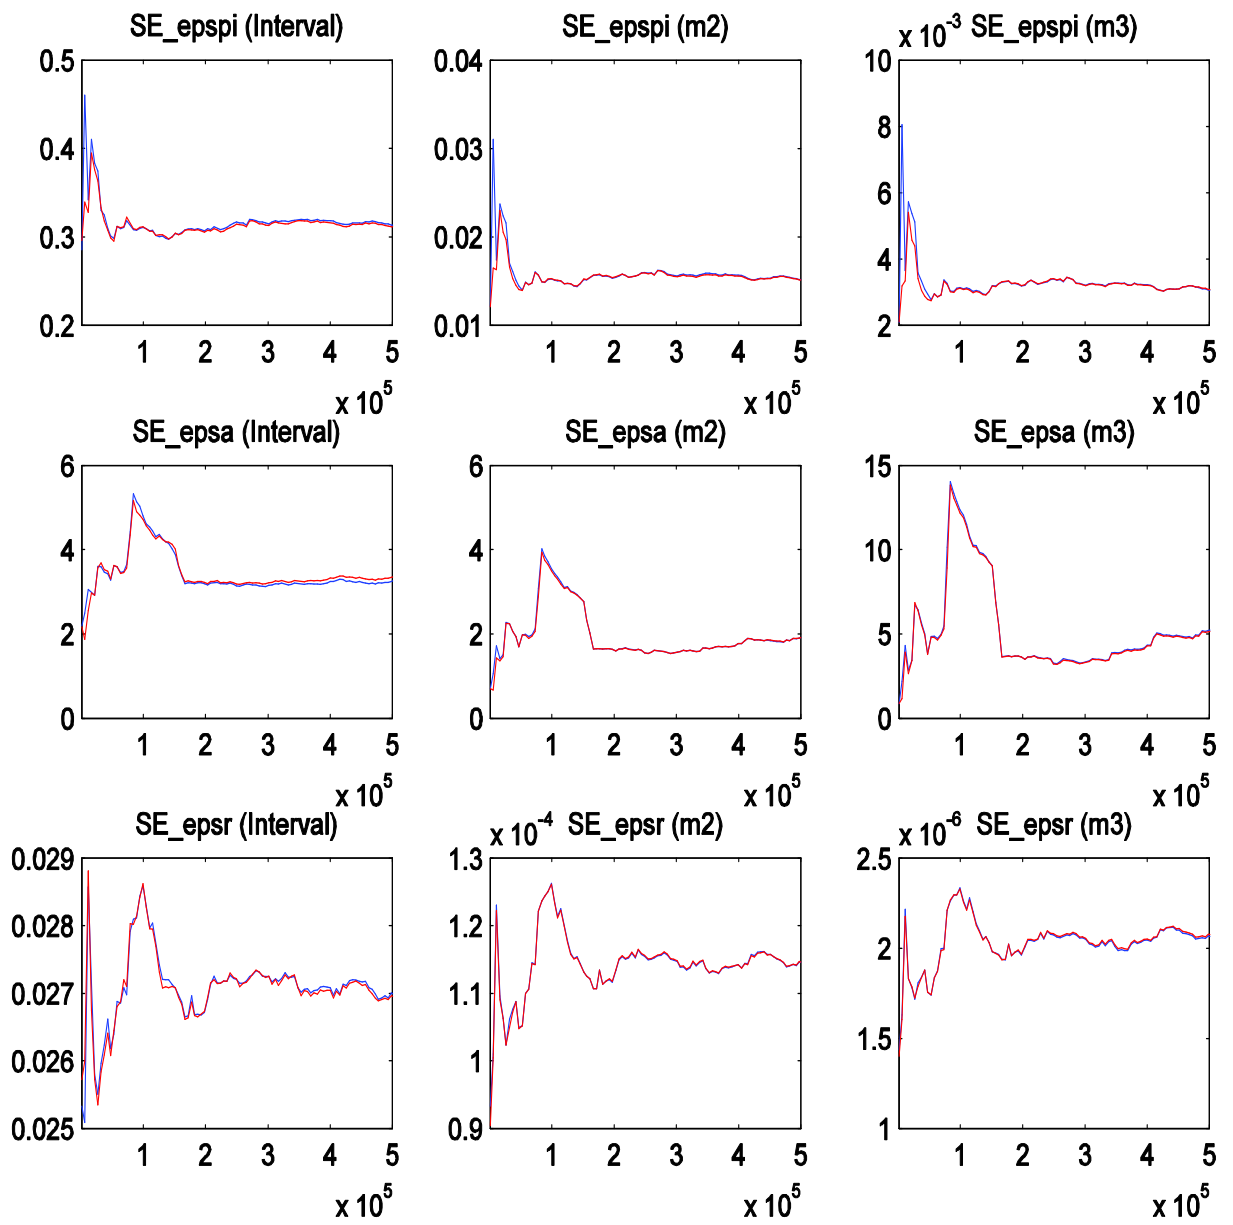 SE_epspi (Interval)
0.5
0.4
0.3
0.2
1 2 3 4 5
x 10^5
SE_epspi (m2)
0.04
0.03
0.02
0.01
1 2 3 4 5
x 10^5
x 10^-3 SE_epspi (m3)
10
8
6
4
2
1 2 3 4 5
x 10^5
SE_epsa (Interval)
6
4
2
0
1 2 3 4 5
x 10^5
SE_epsa (m2)
6
4
2
0
1 2 3 4 5
x 10^5
SE_epsa (m3)
15
10
5
0
1 2 3 4 5
x 10^5
SE_epsr (Interval)
0.029
0.028
0.027
0.026
0.025
1 2 3 4 5
x 10^5
x 10^-4 SE_epsr (m2)
1.3
1.2
1.1
1
0.9
1 2 3 4 5
x 10^5
x 10^-6 SE_epsr (m3)
2.5
2
1.5
1
1 2 3 4 5
x 10^5